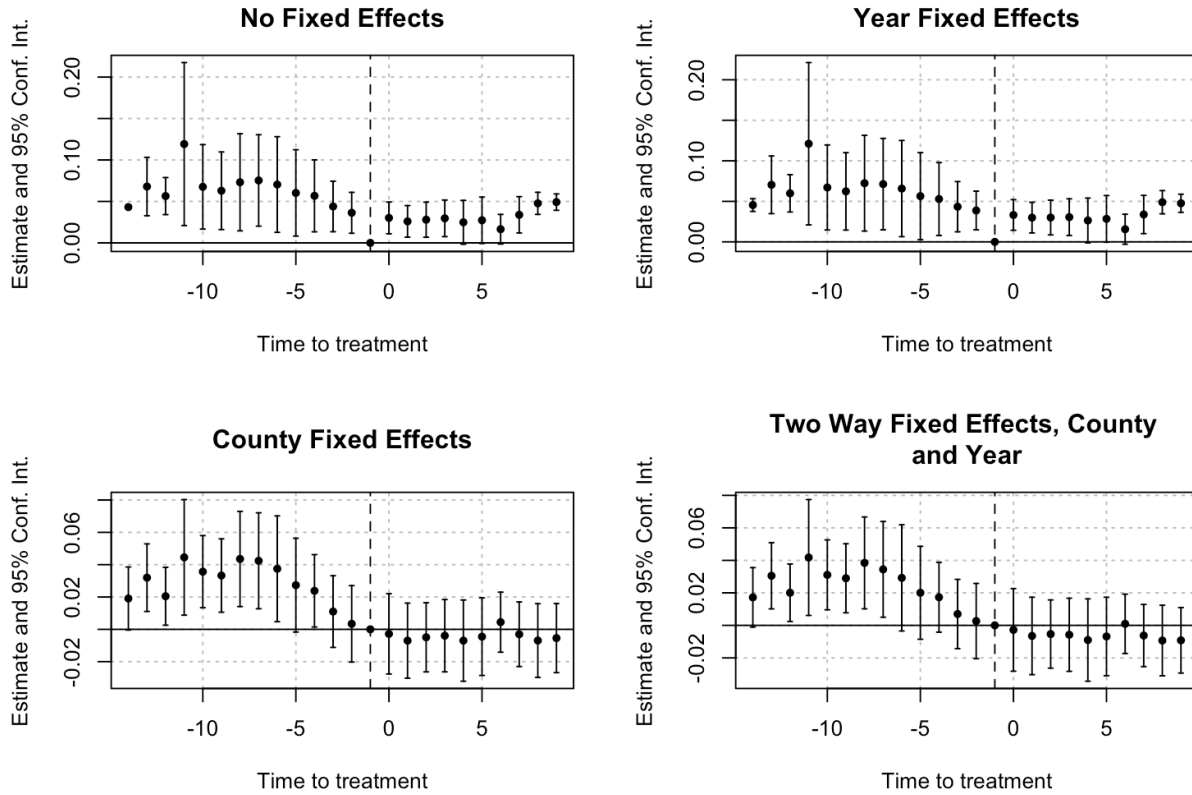 No Fixed Effects
Estimate and 95% Conf. Int.
0.20
0.10
0.00
-10 -5 0 5
Time to treatment
Year Fixed Effects
Estimate and 95% Conf. Int.
0.20
0.10
0.00
-10 -5 0 5
Time to treatment
County Fixed Effects
Estimate and 95% Conf. Int.
0.06
0.02
-0.02
-10 -5 0 5
Time to treatment
Two Way Fixed Effects, County
and Year
Estimate and 95% Conf. Int.
0.06
0.02
-0.02
-10 -5 0 5
Time to treatment